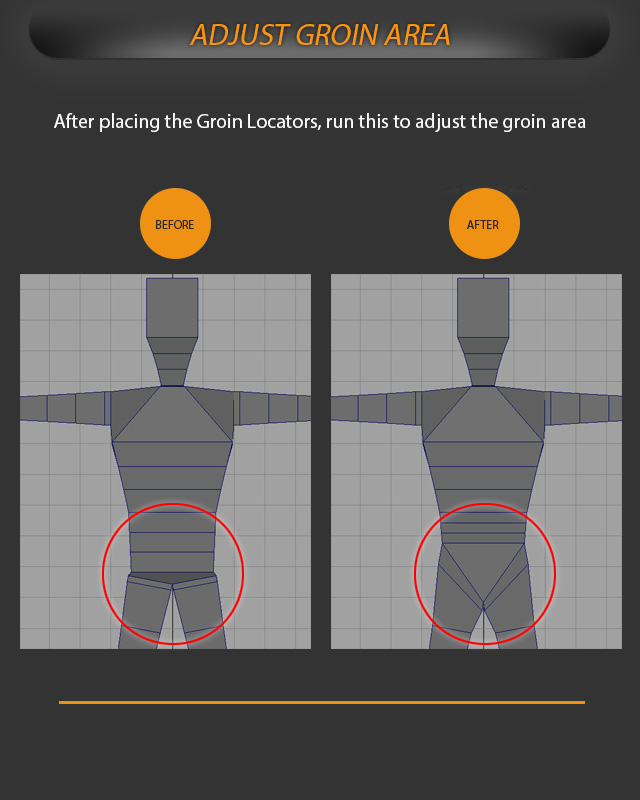 ADJUST GROIN AREA
After placing the Groin Locators, run this to adjust the groin area
BEFORE
AFTER